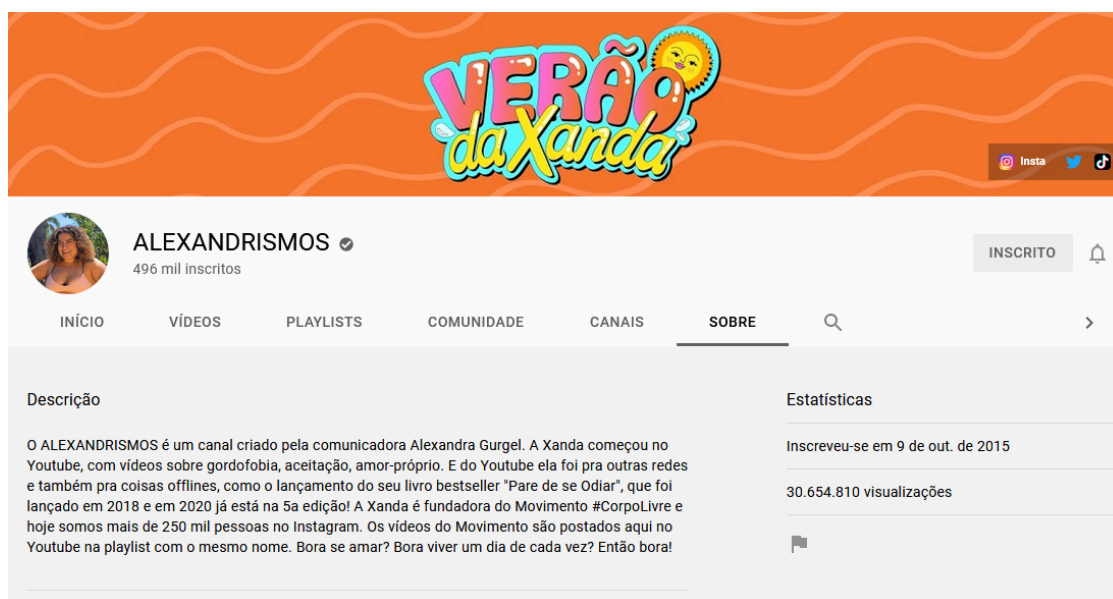 VERÃO
da Xanda
Insta
ALEXANDRISMOS
496 mil inscritos
INSCRITO
INÍCIO VÍDEOS PLAYLISTS COMUNIDADE CANAIS SOBRE
Descrição
O ALEXANDRISMOS é um canal criado pela comunicadora Alexandra Gurgel. A Xanda começou no
Youtube, com vídeos sobre gordofobia, aceitação, amor-próprio. E do Youtube ela foi pra outras redes
e também pra coisas offlines, como o lançamento do seu livro bestseller "Pare de se Odiar", que foi
lançado em 2018 e em 2020 já está na 5a edição! A Xanda é fundadora do Movimento #CorpoLivre e
hoje somos mais de 250 mil pessoas no Instagram. Os vídeos do Movimento são postados aqui no
Youtube na playlist com o mesmo nome. Bora se amar? Bora viver um dia de cada vez? Então bora!
Estatísticas
Inscreveu-se em 9 de out. de 2015
30.654.810 visualizações